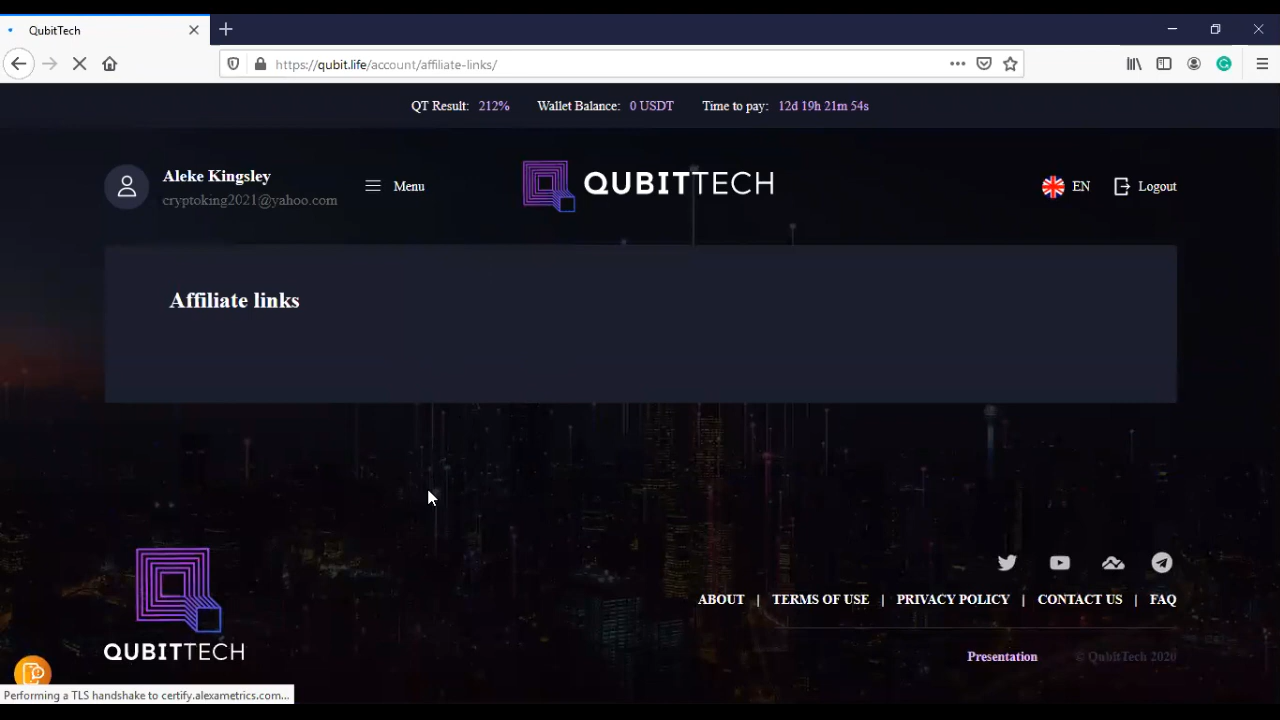 QubitTech
https://qubit.life/account/affiliate-links/
QT Result: 212% Wallet Balance: 0 USDT Time to pay: 12d 19h 21m 54s
Aleke Kingsley
cryptoking2021@yahoo.com
Menu
QUBITTECH
EN
Logout
Affiliate links
QUBITTECH
ABOUT | TERMS OF USE | PRIVACY POLICY | CONTACT US | FAQ
Presentation © QubitTech 2020
Performing a TLS handshake to certify.alexametrics.com...